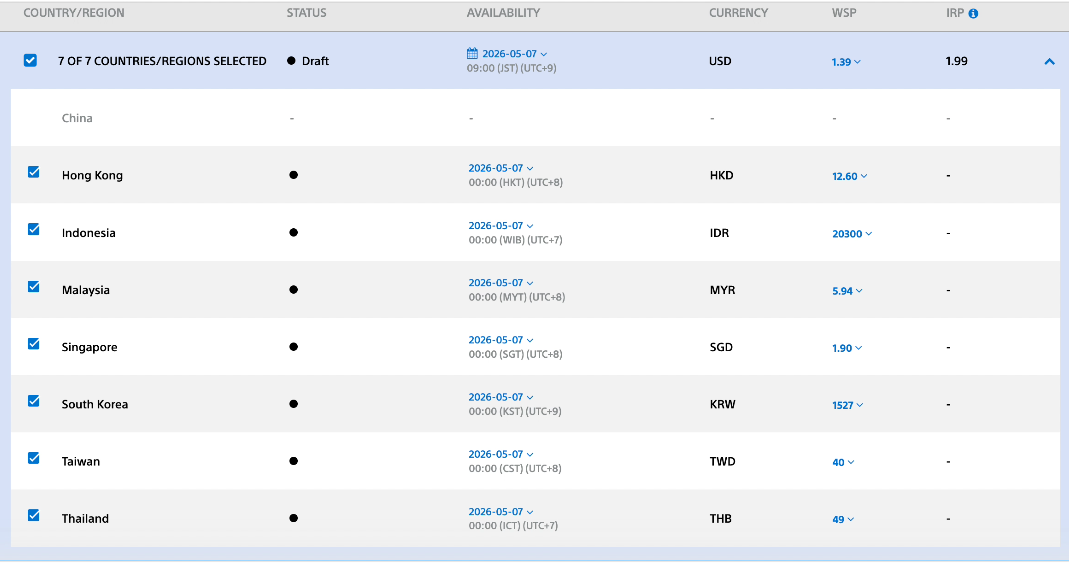 COUNTRY/REGION STATUS AVAILABILITY CURRENCY WSP IRP
7 OF 7 COUNTRIES/REGIONS SELECTED Draft 2026-05-07 USD 1.39 1.99
09:00 (JST) (UTC+9)
China - - - - -
Hong Kong 2026-05-07 HKD 12.60 -
00:00 (HKT) (UTC+8)
Indonesia 2026-05-07 IDR 20300 -
00:00 (WIB) (UTC+7)
Malaysia 2026-05-07 MYR 5.94 -
00:00 (MYT) (UTC+8)
Singapore 2026-05-07 SGD 1.90 -
00:00 (SGT) (UTC+8)
South Korea 2026-05-07 KRW 1527 -
00:00 (KST) (UTC+9)
Taiwan 2026-05-07 TWD 40 -
00:00 (CST) (UTC+8)
Thailand 2026-05-07 THB 49 -
00:00 (ICT) (UTC+7)